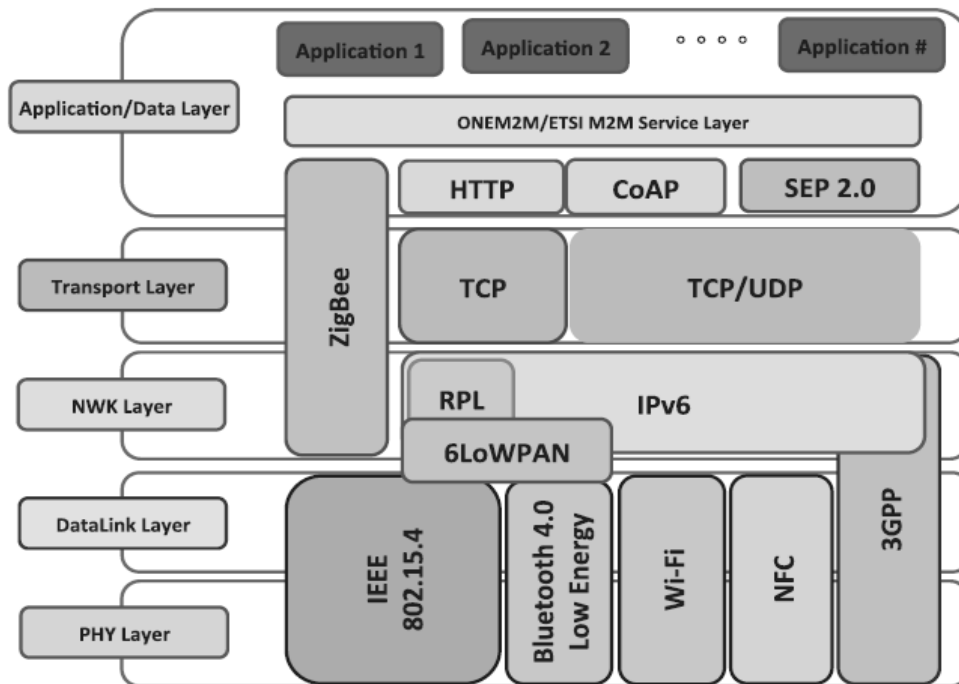 Application 1
Application 2
Application #
Application/Data Layer
ONEM2M/ETSI M2M Service Layer
HTTP
CoAP
SEP 2.0
ZigBee
Transport Layer
TCP
TCP/UDP
NWK Layer
RPL
IPv6
6LoWPAN
DataLink Layer
IEEE
802.15.4
Bluetooth 4.0
Low Energy
Wi-Fi
NFC
3GPP
PHY Layer